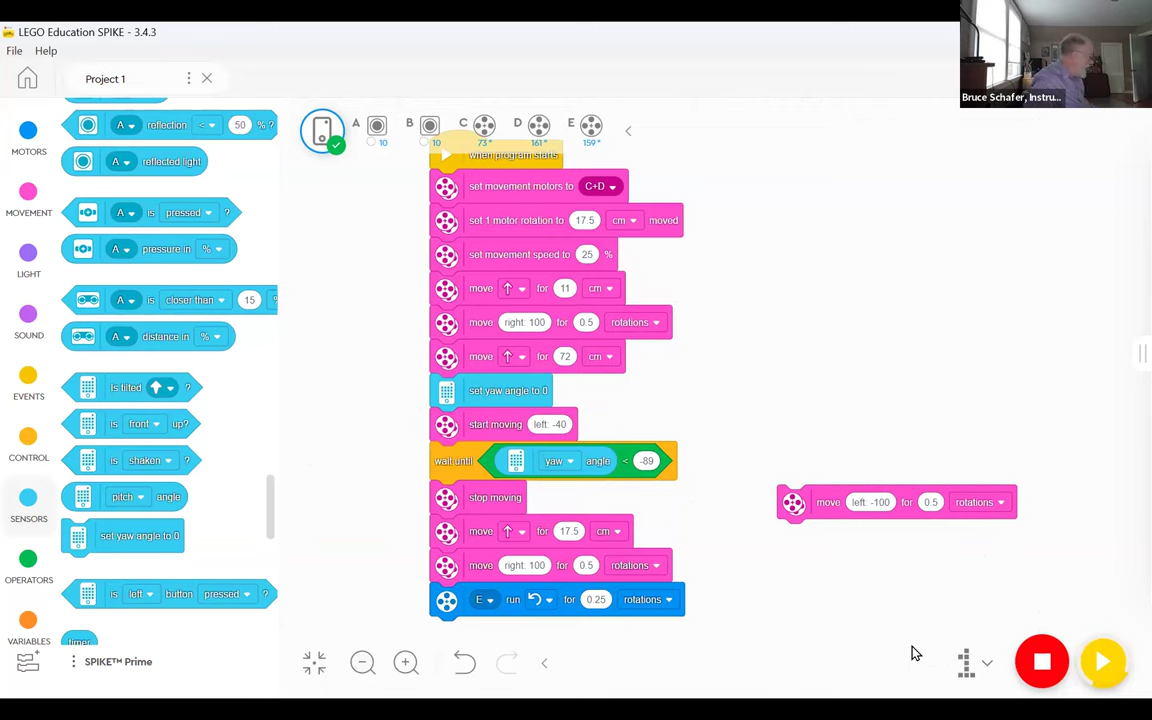 LEGO Education SPIKE - 3.4.3
File Help
Project 1
Bruce Schafer, Instru...
MOTORS
MOVEMENT
LIGHT
SOUND
EVENTS
CONTROL
SENSORS
OPERATORS
VARIABLES
A reflection < 50 % ?
A reflected light
A is pressed ?
A pressure in %
A is closer than 15 %
A distance in %
Is tilted ?
is front up?
is shaken ?
pitch angle
set yaw angle to 0
is left button pressed ?
timer
SPIKE™ Prime
A B C D E
10 10 73° 161° 159°
when program starts
set movement motors to C+D
set 1 motor rotation to 17.5 cm moved
set movement speed to 25 %
move for 11 cm
move right: 100 for 0.5 rotations
move for 72 cm
set yaw angle to 0
start moving left: -40
wait until yaw angle < -89
stop moving
move for 17.5 cm
move right: 100 for 0.5 rotations
E run for 0.25 rotations
move left: -100 for 0.5 rotations